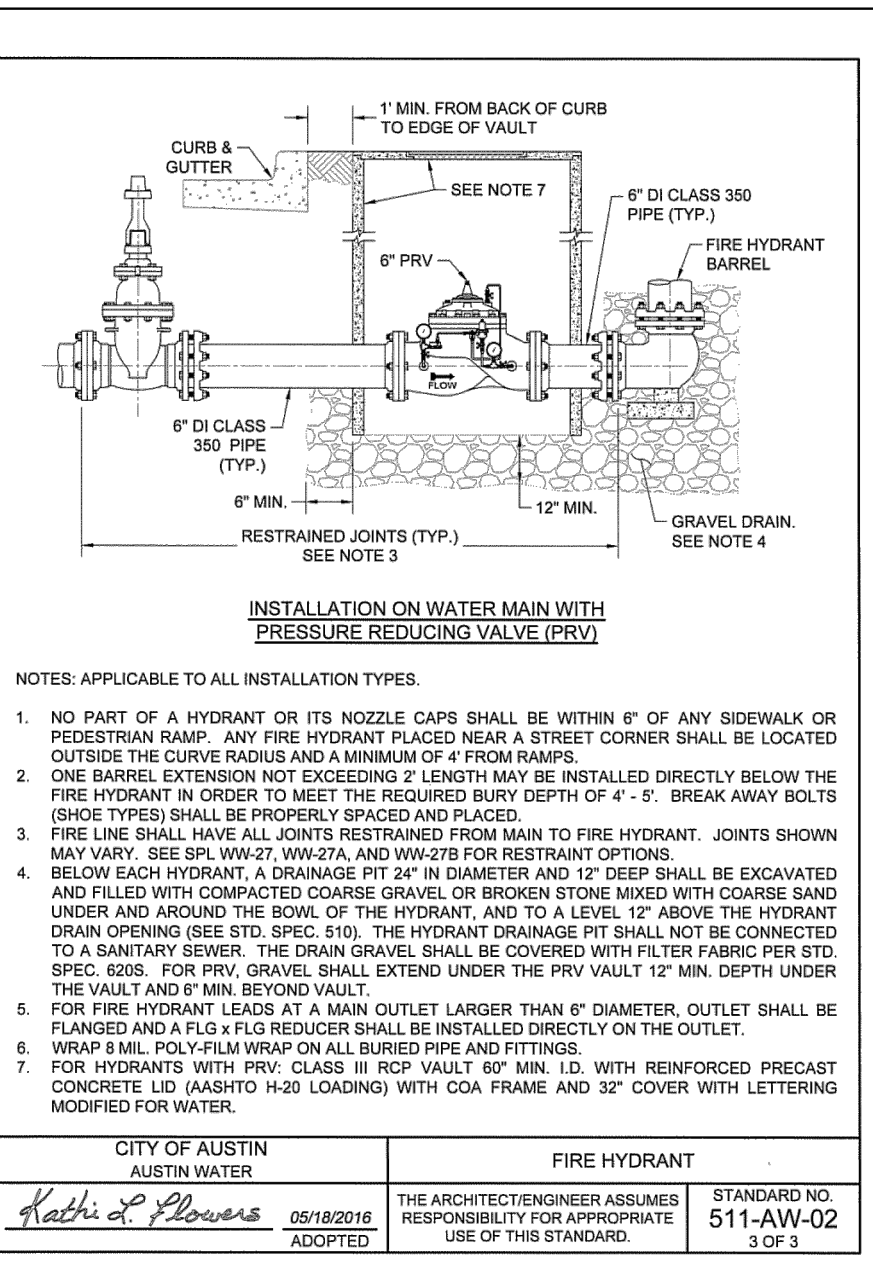 1' MIN. FROM BACK OF CURB
TO EDGE OF VAULT
CURB &
GUTTER
SEE NOTE 7
6" DI CLASS 350
PIPE (TYP.)
FIRE HYDRANT
BARREL
6" PRV
FLOW
6" DI CLASS
350 PIPE
(TYP.)
6" MIN.
12" MIN.
GRAVEL DRAIN.
SEE NOTE 4
RESTRAINED JOINTS (TYP.)
SEE NOTE 3
INSTALLATION ON WATER MAIN WITH
PRESSURE REDUCING VALVE (PRV)
NOTES: APPLICABLE TO ALL INSTALLATION TYPES.
1. NO PART OF A HYDRANT OR ITS NOZZLE CAPS SHALL BE WITHIN 6" OF ANY SIDEWALK OR
PEDESTRIAN RAMP. ANY FIRE HYDRANT PLACED NEAR A STREET CORNER SHALL BE LOCATED
OUTSIDE THE CURVE RADIUS AND A MINIMUM OF 4' FROM RAMPS.
2. ONE BARREL EXTENSION NOT EXCEEDING 2' LENGTH MAY BE INSTALLED DIRECTLY BELOW THE
FIRE HYDRANT IN ORDER TO MEET THE REQUIRED BURY DEPTH OF 4' - 5'. BREAK AWAY BOLTS
(SHOE TYPES) SHALL BE PROPERLY SPACED AND PLACED.
3. FIRE LINE SHALL HAVE ALL JOINTS RESTRAINED FROM MAIN TO FIRE HYDRANT. JOINTS SHOWN
MAY VARY. SEE SPL WW-27, WW-27A, AND WW-27B FOR RESTRAINT OPTIONS.
4. BELOW EACH HYDRANT, A DRAINAGE PIT 24" IN DIAMETER AND 12" DEEP SHALL BE EXCAVATED
AND FILLED WITH COMPACTED COARSE GRAVEL OR BROKEN STONE MIXED WITH COARSE SAND
UNDER AND AROUND THE BOWL OF THE HYDRANT, AND TO A LEVEL 12" ABOVE THE HYDRANT
DRAIN OPENING (SEE STD. SPEC. 510). THE HYDRANT DRAINAGE PIT SHALL NOT BE CONNECTED
TO A SANITARY SEWER. THE DRAIN GRAVEL SHALL BE COVERED WITH FILTER FABRIC PER STD.
SPEC. 620S. FOR PRV, GRAVEL SHALL EXTEND UNDER THE PRV VAULT 12" MIN. DEPTH UNDER
THE VAULT AND 6" MIN. BEYOND VAULT.
5. FOR FIRE HYDRANT LEADS AT A MAIN OUTLET LARGER THAN 6" DIAMETER, OUTLET SHALL BE
FLANGED AND A FLG x FLG REDUCER SHALL BE INSTALLED DIRECTLY ON THE OUTLET.
6. WRAP 8 MIL. POLY-FILM WRAP ON ALL BURIED PIPE AND FITTINGS.
7. FOR HYDRANTS WITH PRV: CLASS III RCP VAULT 60" MIN. I.D. WITH REINFORCED PRECAST
CONCRETE LID (AASHTO H-20 LOADING) WITH COA FRAME AND 32" COVER WITH LETTERING
MODIFIED FOR WATER.
CITY OF AUSTIN
AUSTIN WATER
FIRE HYDRANT
Kathi L. Flowers 05/18/2016
ADOPTED
THE ARCHITECT/ENGINEER ASSUMES
RESPONSIBILITY FOR APPROPRIATE
USE OF THIS STANDARD.
STANDARD NO.
511-AW-02
3 OF 3